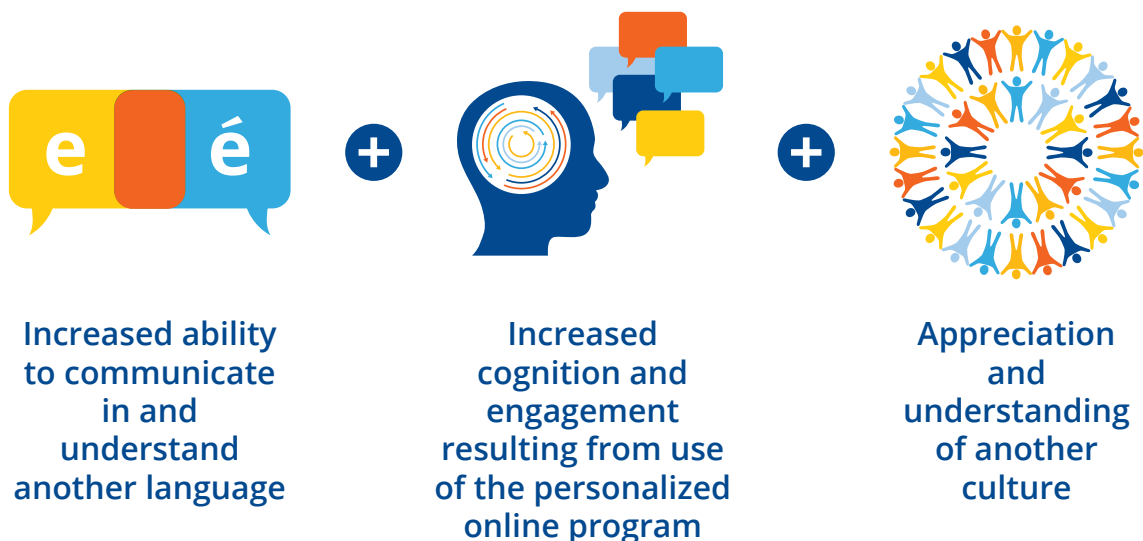 e é
+
+
Increased ability
to communicate
in and
understand
another language
Increased
cognition and
engagement
resulting from use
of the personalized
online program
Appreciation
and
understanding
of another
culture